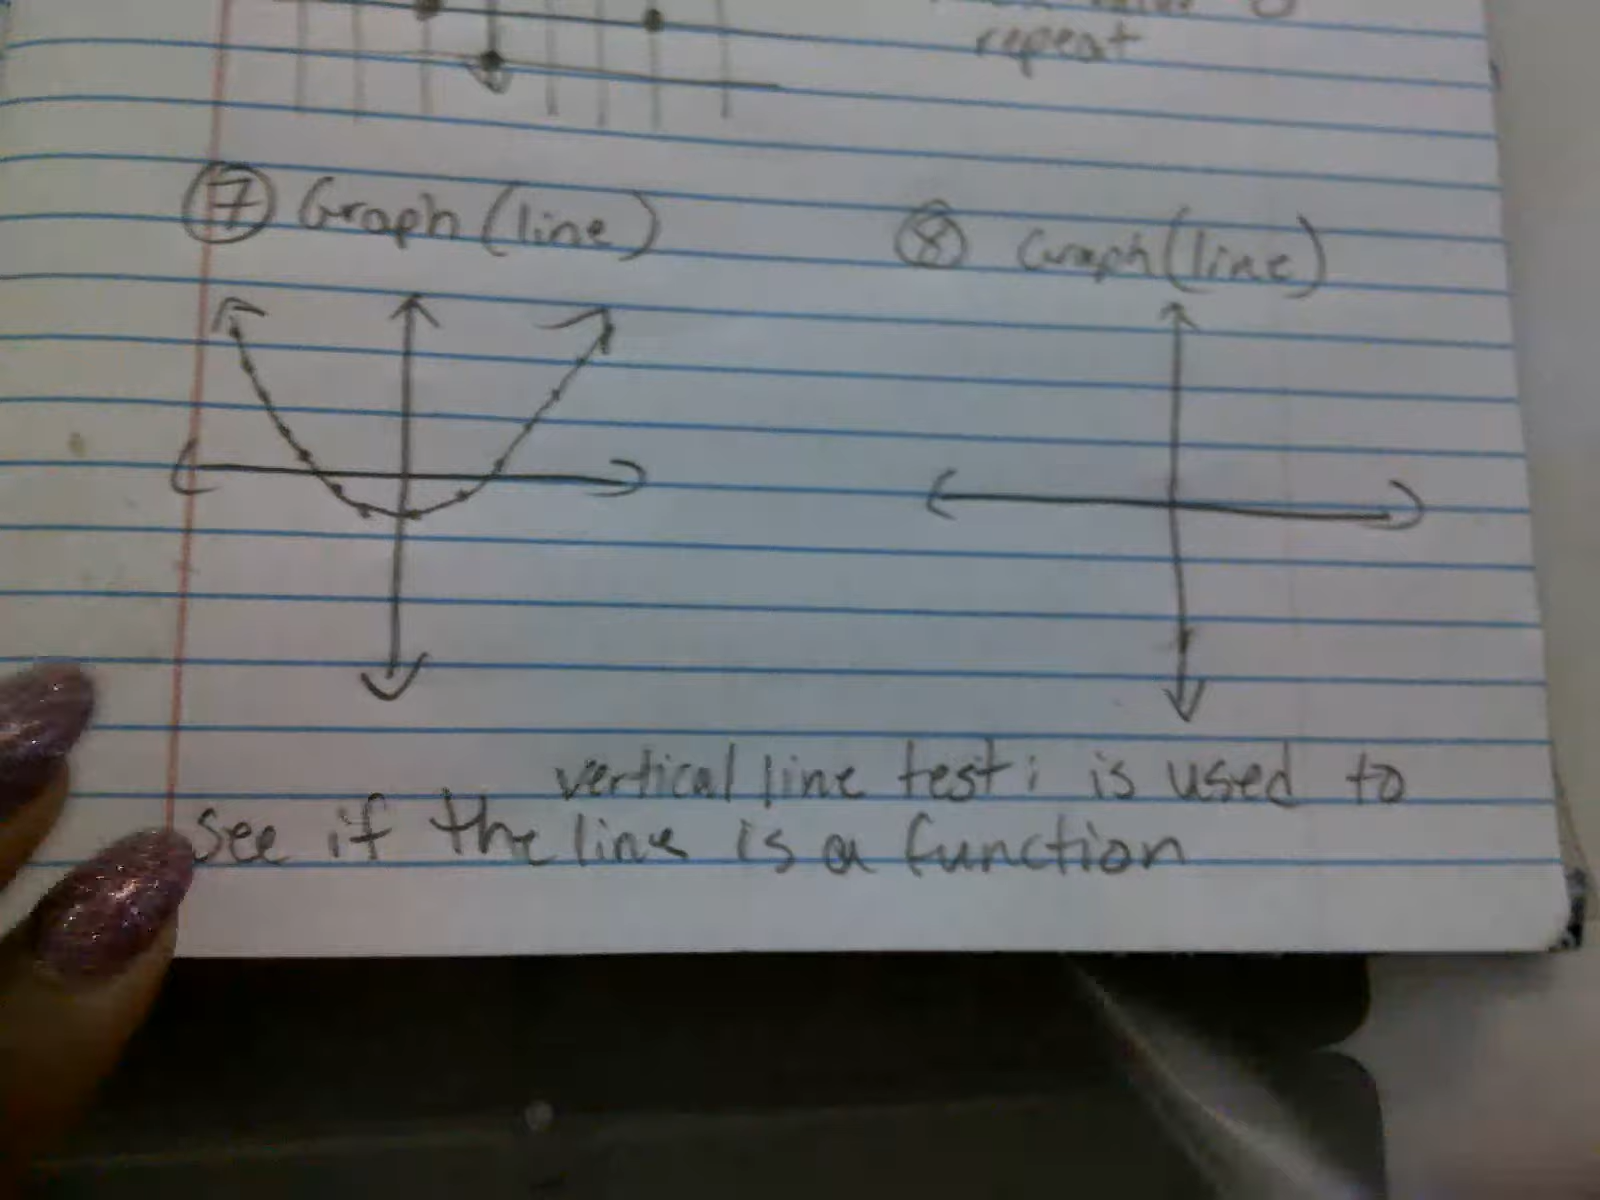 repeat
7 Graph (line)
8 Graph (line)
vertical line test: is used to
see if the line is a function